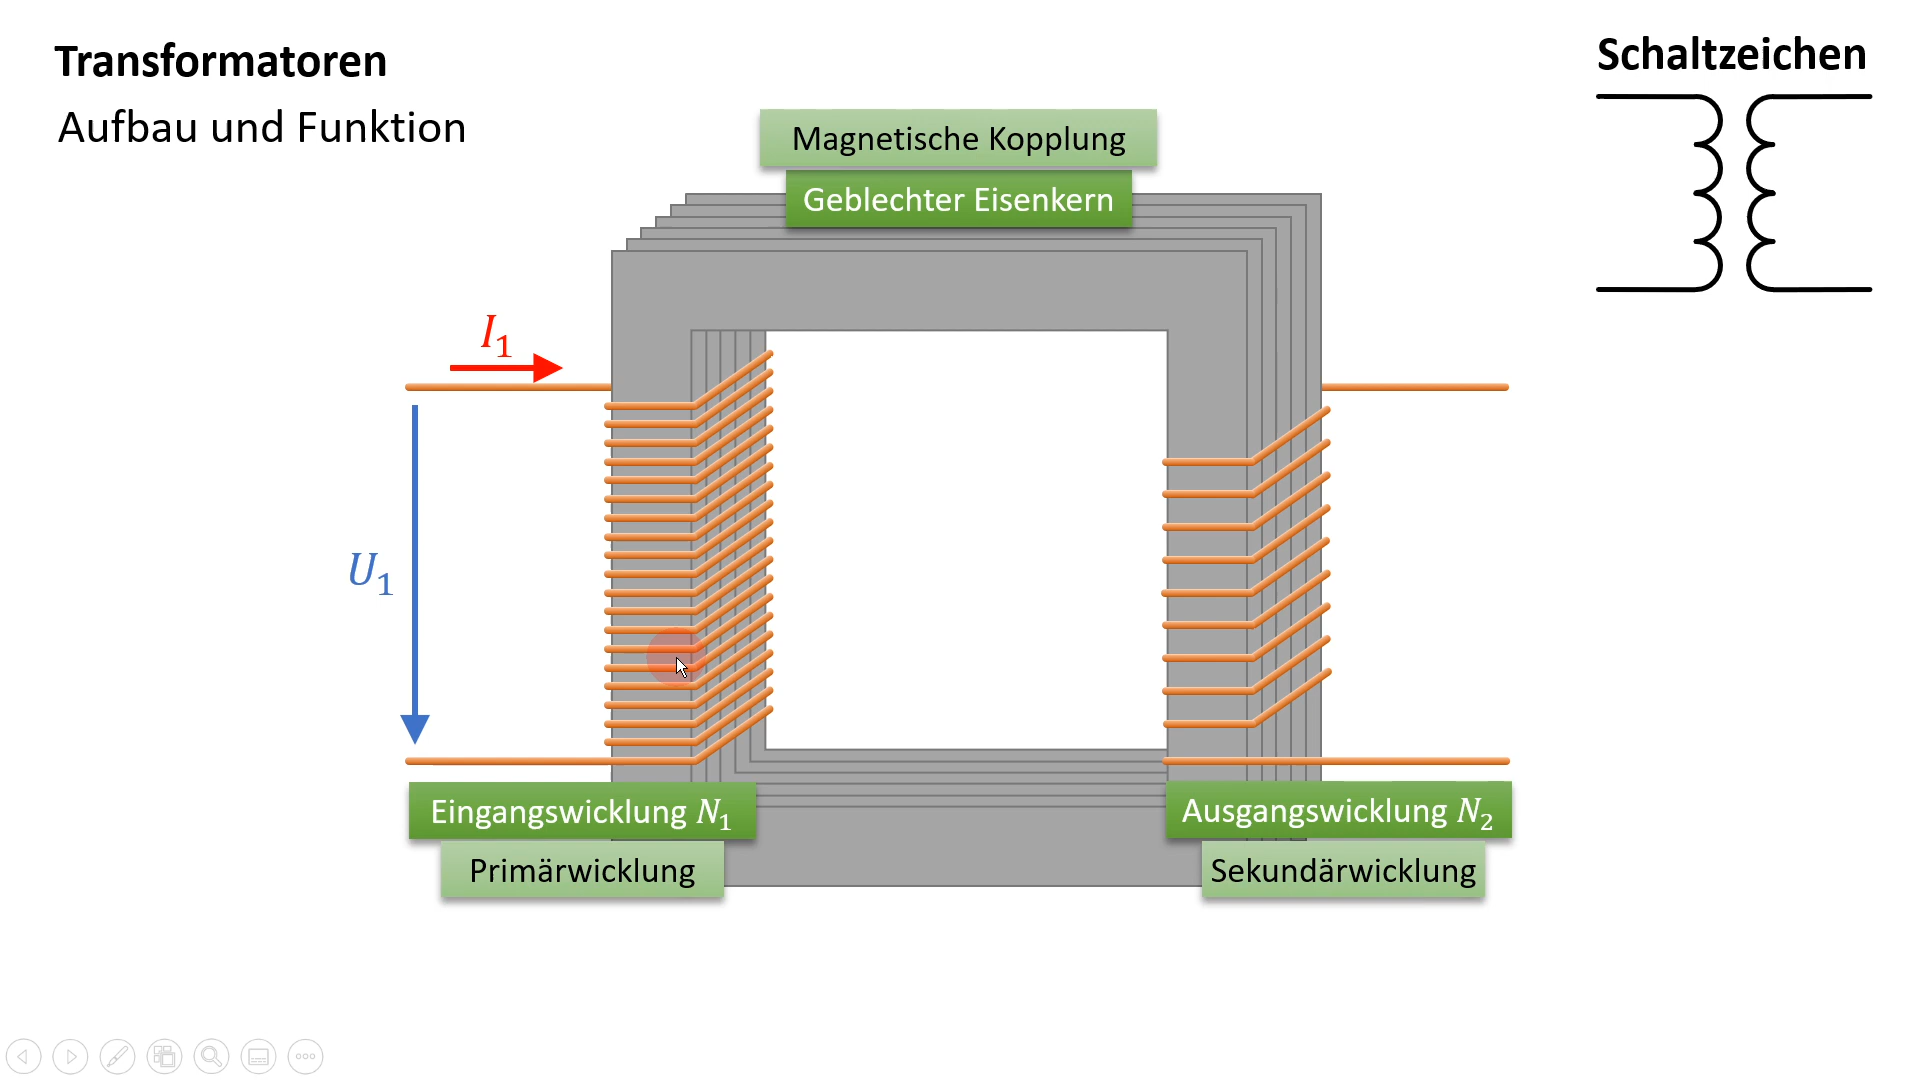 Transformatoren
Aufbau und Funktion
Schaltzeichen
Magnetische Kopplung
Geblechter Eisenkern
I₁
U₁
Eingangswicklung N₁
Primärwicklung
Ausgangswicklung N₂
Sekundärwicklung